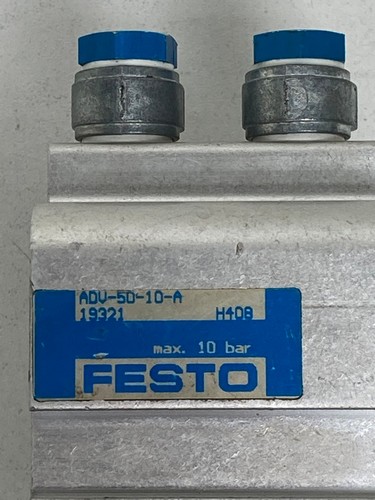 ADV-50-10-A
19321 H408
max. 10 bar
FESTO